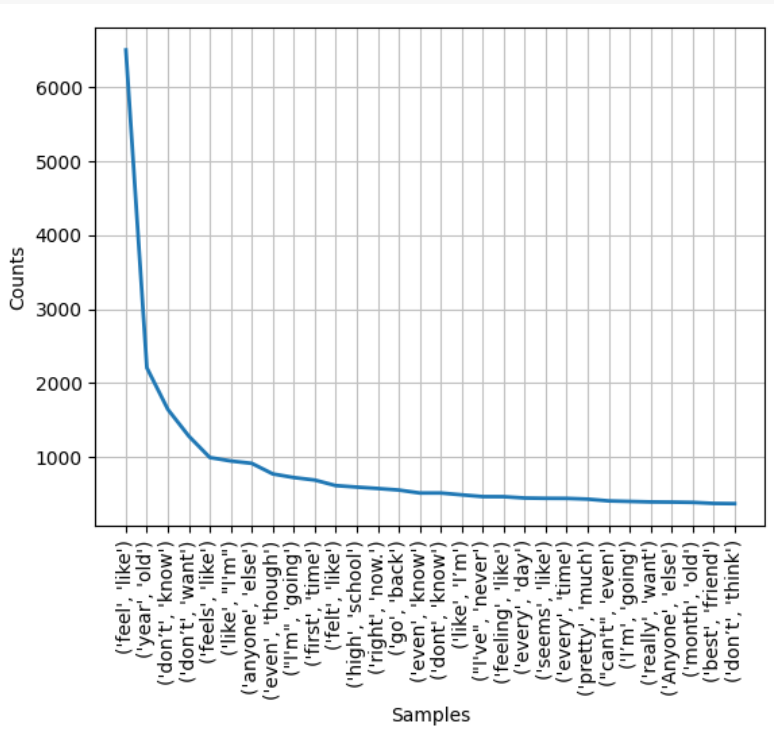 6000
5000
4000
3000
2000
1000
Counts
('feel', 'like')
('year', 'old')
('don't', 'know')
('don't', 'want')
('feels', 'like')
('like', "I'm")
('anyone', 'else')
('even', 'though')
("I'm", 'going')
('first', 'time')
('felt', 'like')
('high', 'school')
('right', 'now.')
('go', 'back')
('even', 'know')
('dont', 'know')
('like', 'I'm')
("I've", 'never')
('feeling', 'like')
('every', 'day')
('seems', 'like')
('every', 'time')
('pretty', 'much')
("can't", 'even')
('I'm', 'going')
('really', 'want')
('Anyone', 'else')
('month', 'old')
('best', 'friend')
('don't', 'think')
Samples